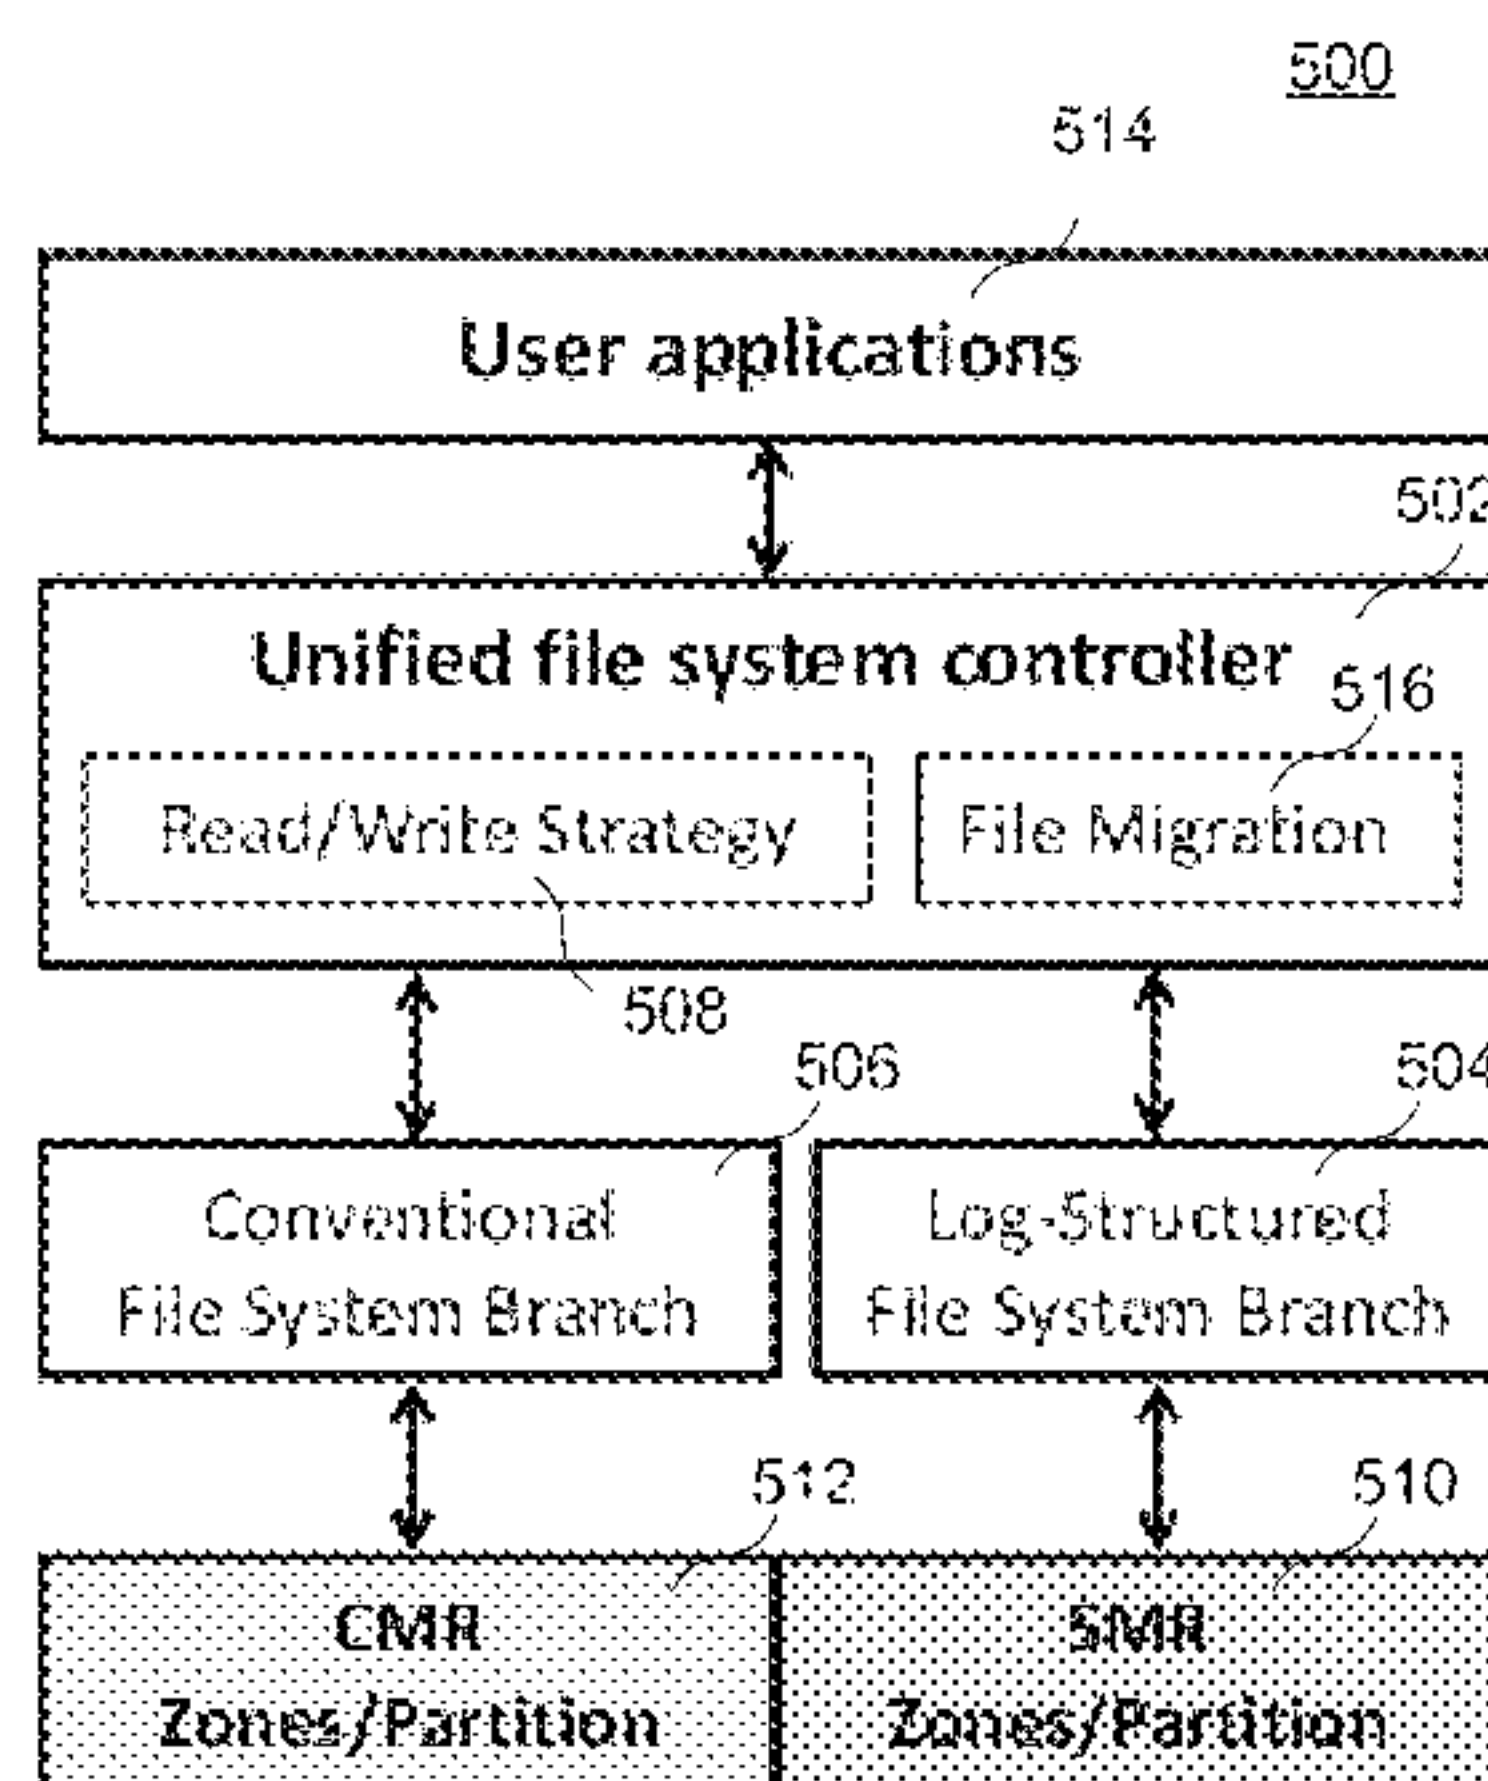 500
514
User applications
502
Unified file system controller
516
Read/Write Strategy
File Migration
508
506
504
Conventional
File System Branch
Log-Structured
File System Branch
512
510
CMR
Zones/Partition
SMR
Zones/Partition